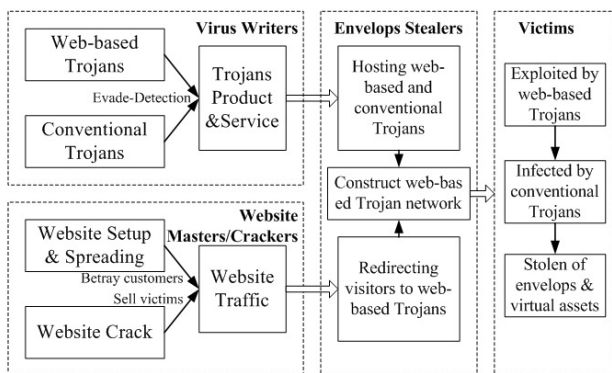 Virus Writers
Web-based
Trojans
Evade-Detection
Conventional
Trojans
Trojans
Product
&Service
Website
Masters/Crackers
Website Setup
& Spreading
Betray customers
Sell victims
Website Crack
Website
Traffic
Envelops Stealers
Hosting web-
based and
conventional
Trojans
Construct web-bas
ed Trojan network
Redirecting
visitors to web-
based Trojans
Victims
Exploited by
web-based
Trojans
Infected by
conventional
Trojans
Stolen of
envelops &
virtual assets